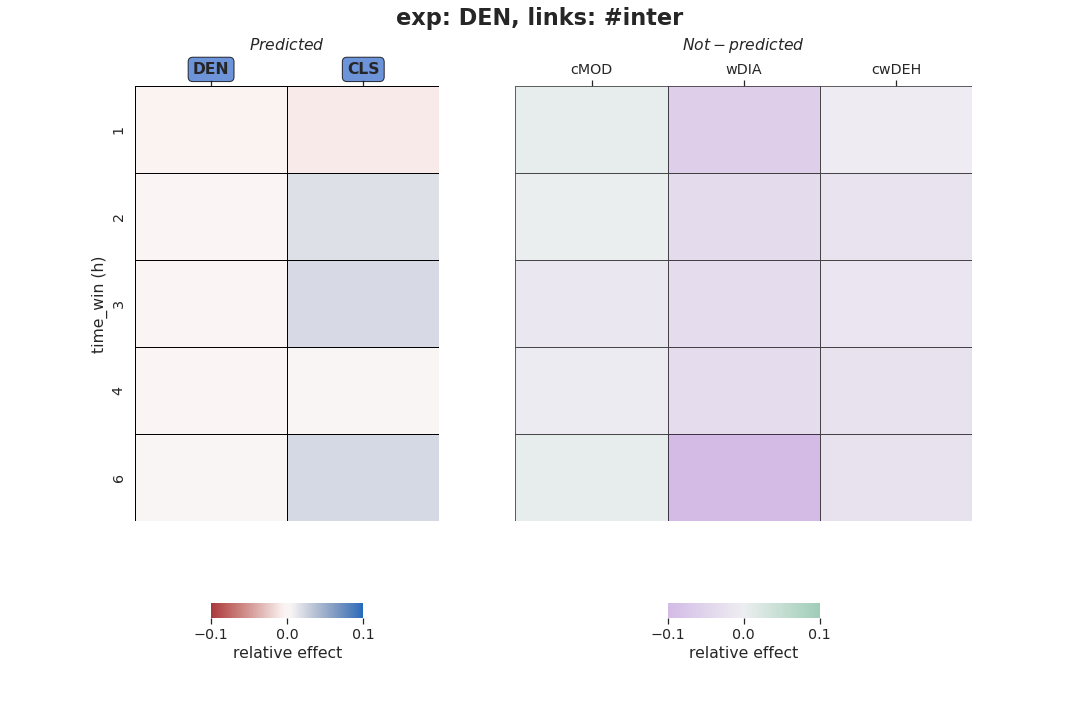 exp: DEN, links: #inter
Predicted
Not − predicted
DEN CLS
cMOD wDIA cwDEH
time_win (h)
1
2
3
4
6
−0.1 0.0 0.1
relative effect
−0.1 0.0 0.1
relative effect